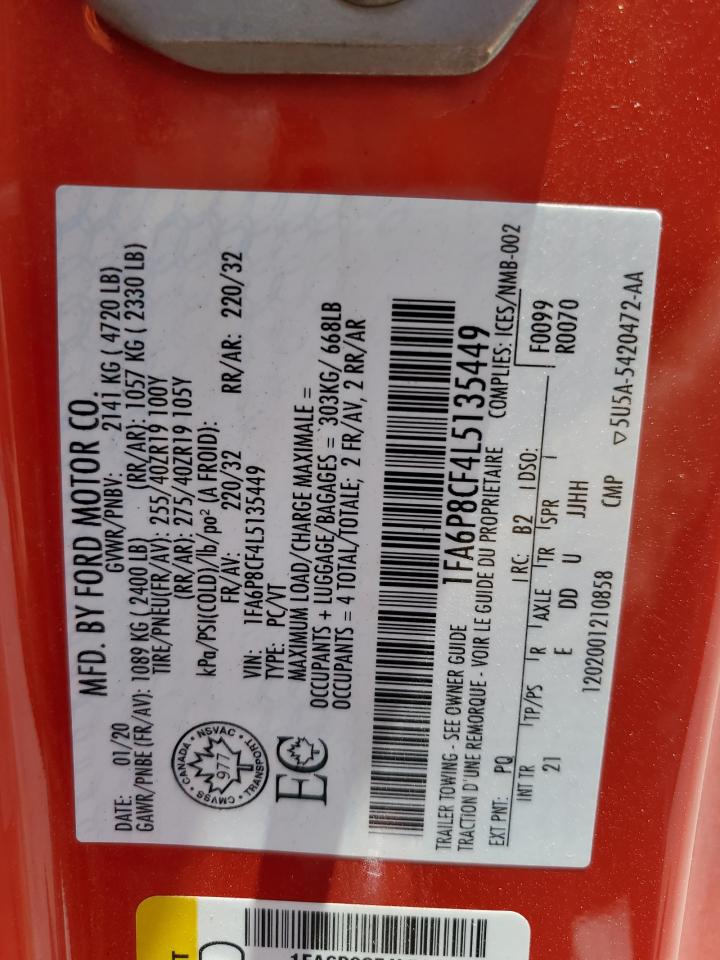 MFD. BY FORD MOTOR CO.
DATE: 01/20 GVWR/PNBV: 2141 KG ( 4720 LB)
GAWR/PNBE (FR/AV): 1089 KG ( 2400 LB) (RR/AR): 1057 KG ( 2330 LB)
TIRE/PNEU(FR/AV): 255/40ZR19 100Y
(RR/AR): 275/40ZR19 105Y
kPa/PSI(COLD)/lb/po² (A FROID):
FR/AV: 220/32 RR/AR: 220/32
VIN: 1FA6P8CF4L5135449
TYPE: PC/VT
MAXIMUM LOAD/CHARGE MAXIMALE =
OCCUPANTS + LUGGAGE/BAGAGES = 303KG/ 668LB
OCCUPANTS = 4 TOTAL/TOTALE; 2 FR/AV, 2 RR/AR
CANADA • NSVAC • TRANSPORT • CMVSS •
977
EC
1FA6P8CF4L5135449
TRAILER TOWING - SEE OWNER GUIDE
TRACTION D'UNE REMORQUE - VOIR LE GUIDE DU PROPRIETAIRE COMPLIES: ICES/NMB-002
EXT PNT: PQ RC: B2 DSO: F0099
R0070
INT TR TP/PS R AXLE TR SPR
21 E DD U JJHH
1202001210858 CMP ▽5U5A-5420472-AA